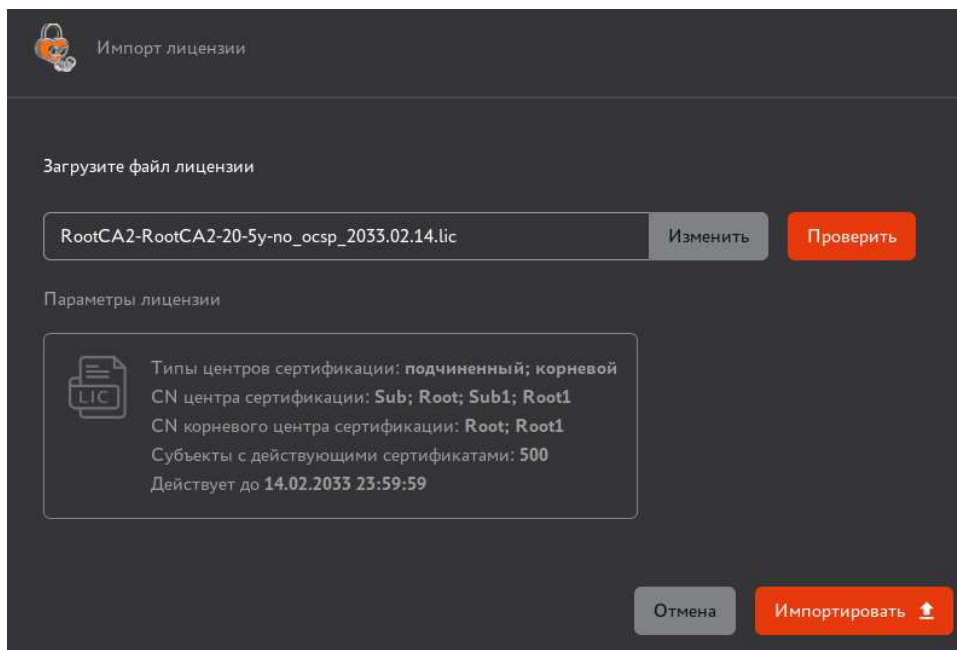 Импорт лицензии
Загрузите файл лицензии
RootCA2-RootCA2-20-5y-no_ocsp_2033.02.14.lic Изменить Проверить
Параметры лицензии
LIC
Типы центров сертификации: подчиненный; корневой
CN центра сертификации: Sub; Root; Sub1; Root1
CN корневого центра сертификации: Root; Root1
Субъекты с действующими сертификатами: 500
Действует до 14.02.2033 23:59:59
Отмена Импортировать